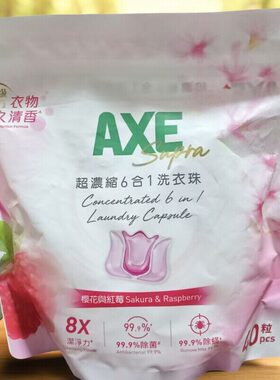 衣物
久清香+
AXE
Supra
超濃縮6合1洗衣珠
Concentrated 6 in 1
Laundry Capsule
櫻花與紅莓 Sakura & Raspberry
8X
潔淨力+
99.9%+
99.9%除菌+
Antibacterial 99.9%
99.9%除蟎+
粒
pcs